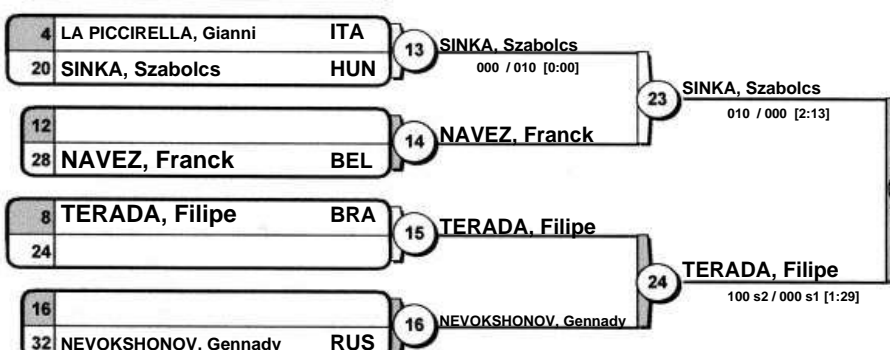 4 LA PICCIRELLA, Gianni ITA
20 SINKA, Szabolcs HUN
13 SINKA, Szabolcs
000 / 010 [0:00]
23 SINKA, Szabolcs
010 / 000 [2:13]
12
28 NAVEZ, Franck BEL
14 NAVEZ, Franck
8 TERADA, Filipe BRA
24
15 TERADA, Filipe
24 TERADA, Filipe
100 s2 / 000 s1 [1:29]
16
32 NEVOKSHONOV, Gennady RUS
16 NEVOKSHONOV, Gennady